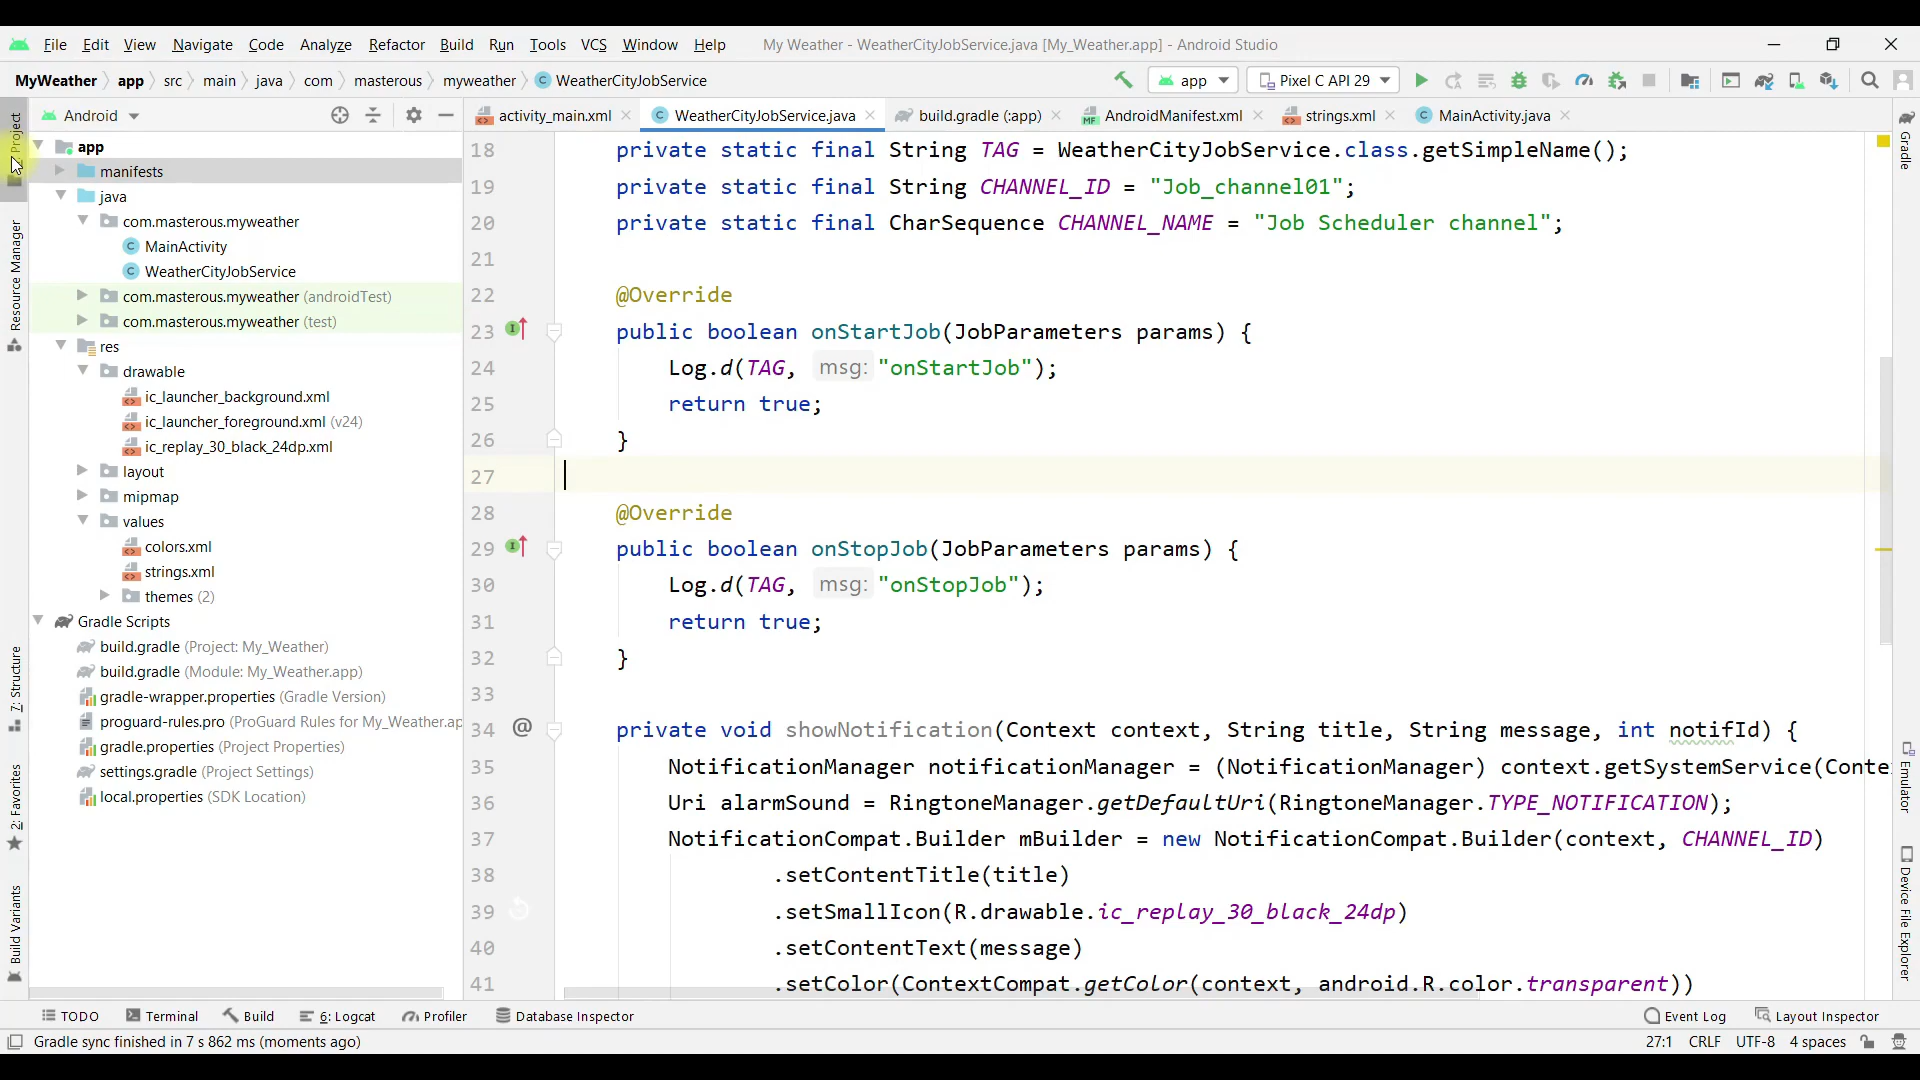 File Edit View Navigate Code Analyze Refactor Build Run Tools VCS Window Help My Weather - WeatherCityJobService.java [My_Weather.app] - Android Studio
MyWeather app src main java com masterous myweather WeatherCityJobService app Pixel C API 29
Android
activity_main.xml WeatherCityJobService.java build.gradle (:app) AndroidManifest.xml strings.xml MainActivity.java
Project
Resource Manager
7: Structure
2: Favorites
Build Variants
app
manifests
java
com.masterous.myweather
MainActivity
WeatherCityJobService
com.masterous.myweather (androidTest)
com.masterous.myweather (test)
res
drawable
ic_launcher_background.xml
ic_launcher_foreground.xml (v24)
ic_replay_30_black_24dp.xml
layout
mipmap
values
colors.xml
strings.xml
themes (2)
Gradle Scripts
build.gradle (Project: My_Weather)
build.gradle (Module: My_Weather.app)
gradle-wrapper.properties (Gradle Version)
proguard-rules.pro (ProGuard Rules for My_Weather.ap
gradle.properties (Project Properties)
settings.gradle (Project Settings)
local.properties (SDK Location)
18 private static final String TAG = WeatherCityJobService.class.getSimpleName();
19 private static final String CHANNEL_ID = "Job_channel01";
20 private static final CharSequence CHANNEL_NAME = "Job Scheduler channel";
21
22 @Override
23 public boolean onStartJob(JobParameters params) {
24 Log.d(TAG, msg: "onStartJob");
25 return true;
26 }
27
28 @Override
29 public boolean onStopJob(JobParameters params) {
30 Log.d(TAG, msg: "onStopJob");
31 return true;
32 }
33
34 @ private void showNotification(Context context, String title, String message, int notifId) {
35 NotificationManager notificationManager = (NotificationManager) context.getSystemService(Conte
36 Uri alarmSound = RingtoneManager.getDefaultUri(RingtoneManager.TYPE_NOTIFICATION);
37 NotificationCompat.Builder mBuilder = new NotificationCompat.Builder(context, CHANNEL_ID)
38 .setContentTitle(title)
39 .setSmallIcon(R.drawable.ic_replay_30_black_24dp)
40 .setContentText(message)
41 .setColor(ContextCompat.getColor(context, android.R.color.transparent))
Gradle
Emulator
Device File Explorer
TODO Terminal Build 6: Logcat Profiler Database Inspector Event Log Layout Inspector
Gradle sync finished in 7 s 862 ms (moments ago) 27:1 CRLF UTF-8 4 spaces